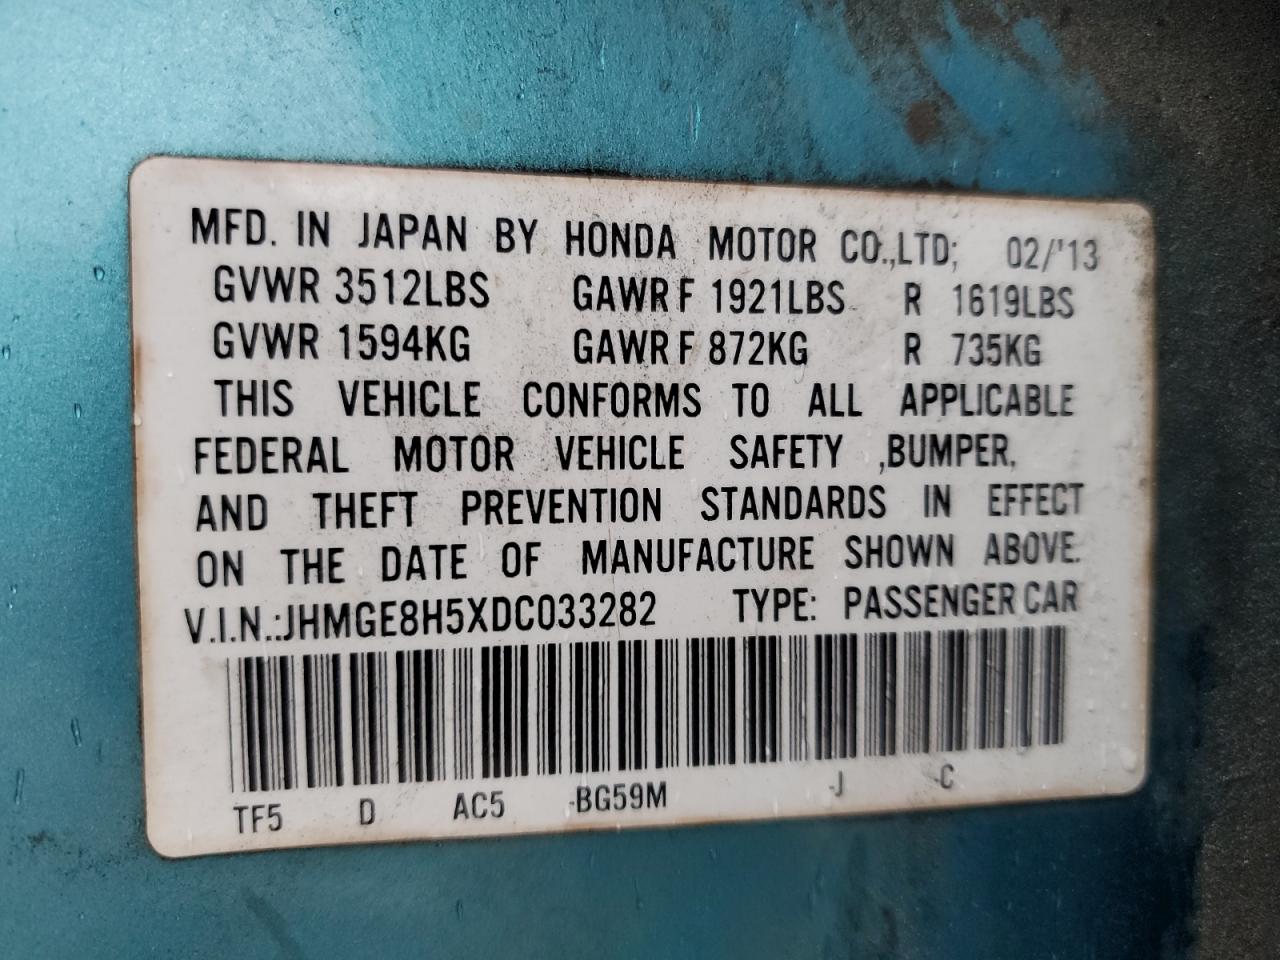 MFD. IN JAPAN BY HONDA MOTOR CO.,LTD; 02/'13
GVWR 3512LBS GAWR F 1921LBS R 1619LBS
GVWR 1594KG GAWR F 872KG R 735KG
THIS VEHICLE CONFORMS TO ALL APPLICABLE
FEDERAL MOTOR VEHICLE SAFETY ,BUMPER,
AND THEFT PREVENTION STANDARDS IN EFFECT
ON THE DATE OF MANUFACTURE SHOWN ABOVE.
V.I.N.:JHMGE8H5XDC033282 TYPE: PASSENGER CAR
TF5 D AC5 -BG59M -J -C